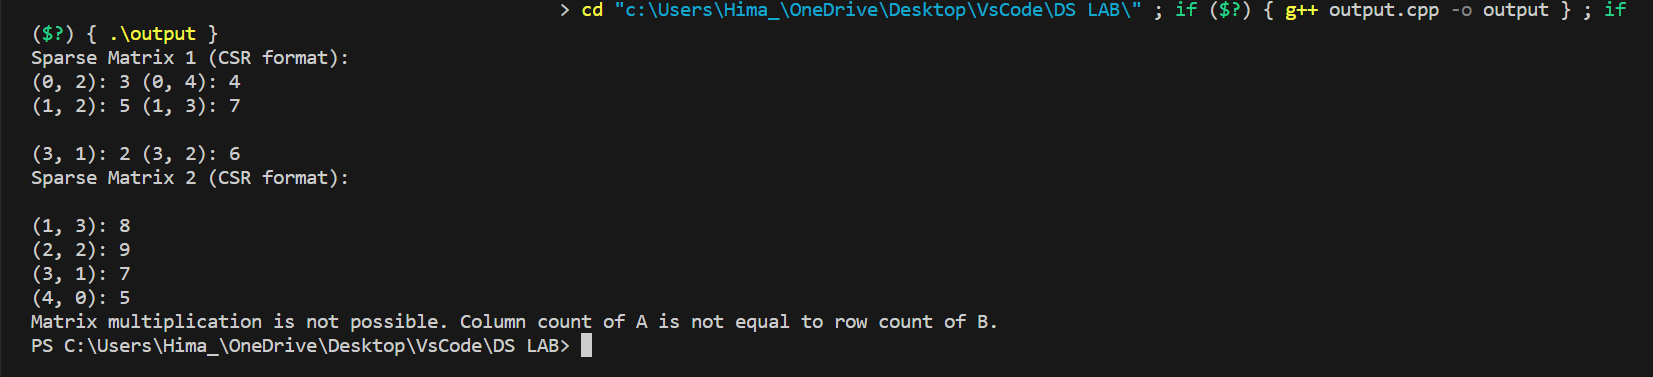 > cd "c:\Users\Hima_\OneDrive\Desktop\VsCode\DS LAB\" ; if ($?) { g++ output.cpp -o output } ; if
($?) { .\output }
Sparse Matrix 1 (CSR format):
(0, 2): 3 (0, 4): 4
(1, 2): 5 (1, 3): 7
(3, 1): 2 (3, 2): 6
Sparse Matrix 2 (CSR format):
(1, 3): 8
(2, 2): 9
(3, 1): 7
(4, 0): 5
Matrix multiplication is not possible. Column count of A is not equal to row count of B.
PS C:\Users\Hima_\OneDrive\Desktop\VsCode\DS LAB>